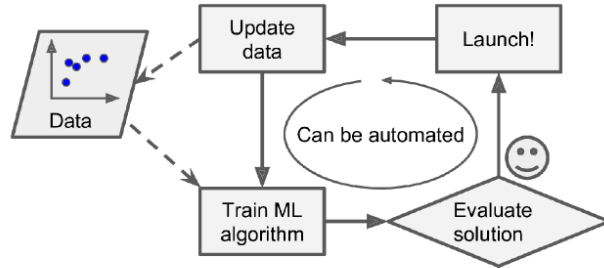 Update
data
Launch!
Data
Can be automated
Train ML
algorithm
Evaluate
solution